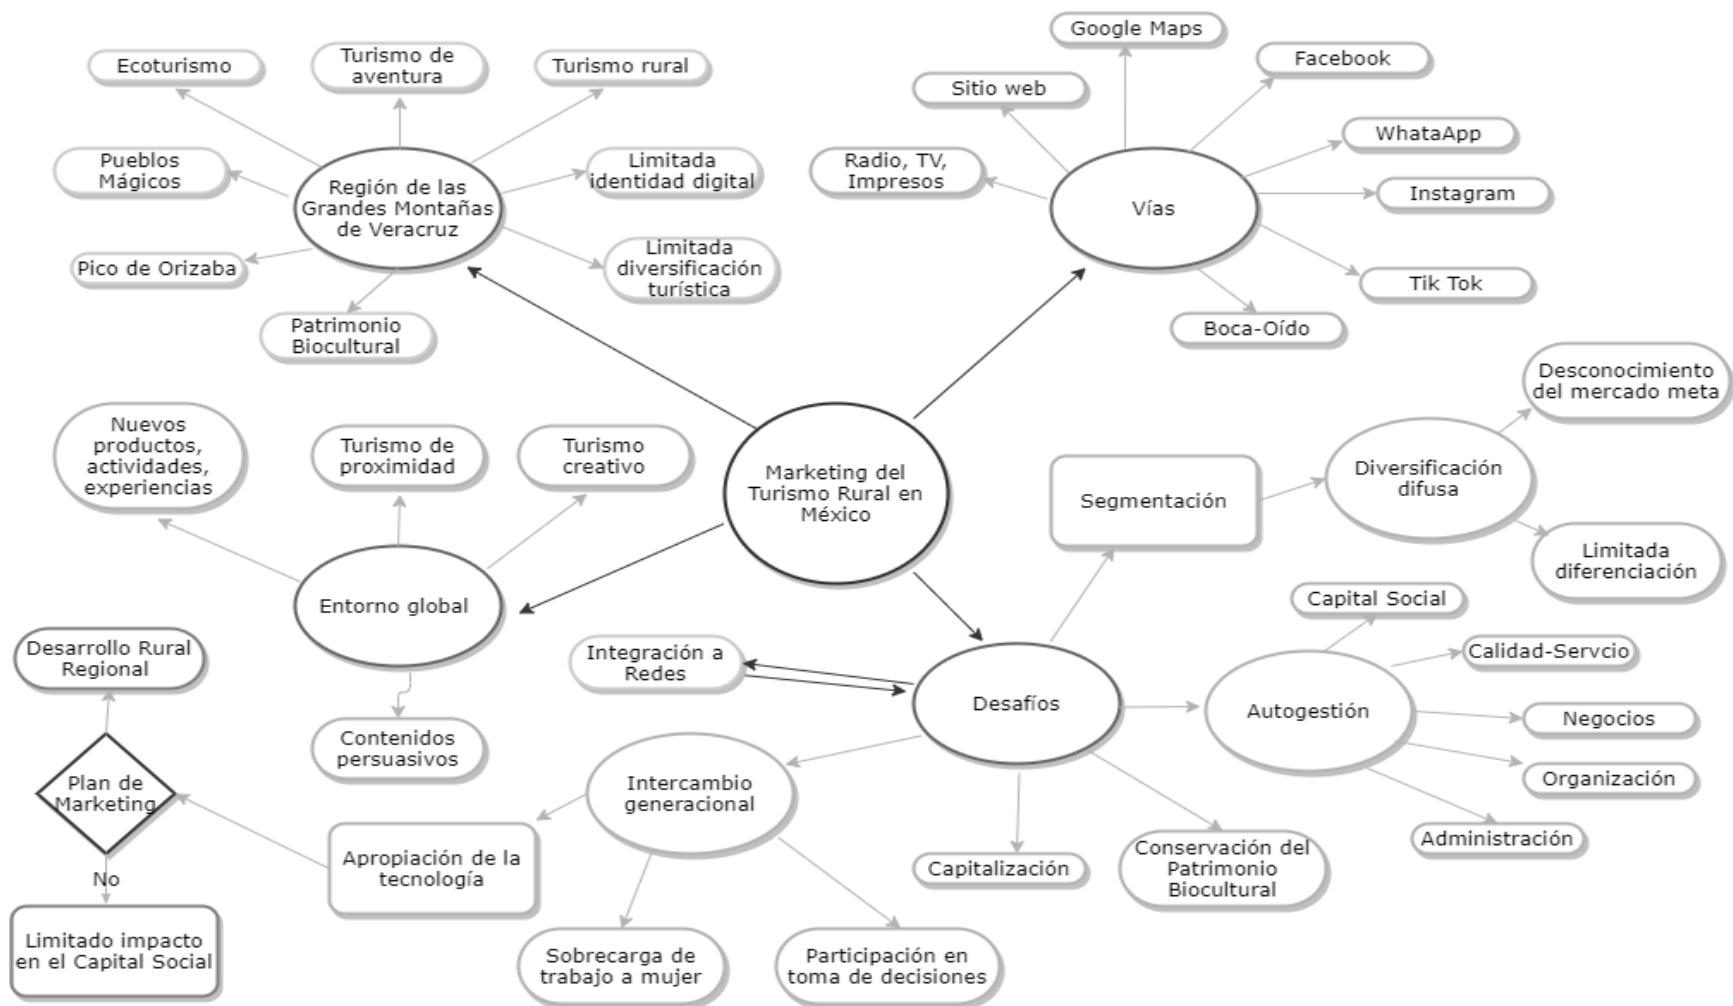 Ecoturismo
Turismo de
aventura
Turismo rural
Pueblos
Mágicos
Región de las
Grandes Montañas
de Veracruz
Limitada
identidad digital
Pico de Orizaba
Limitada
diversificación
turística
Patrimonio
Biocultural
Google Maps
Facebook
Sitio web
WhataApp
Radio, TV,
Impresos
Vías
Instagram
Tik Tok
Boca-Oído
Marketing del
Turismo Rural en
México
Nuevos
productos,
actividades,
experiencias
Turismo de
proximidad
Turismo
creativo
Entorno global
Contenidos
persuasivos
Desarrollo Rural
Regional
Plan de
Marketing
No
Limitado impacto
en el Capital Social
Desconocimiento
del mercado meta
Segmentación
Diversificación
difusa
Limitada
diferenciación
Integración a
Redes
Desafíos
Capital Social
Calidad-Servcio
Autogestión
Negocios
Organización
Administración
Intercambio
generacional
Apropiación de la
tecnología
Capitalización
Conservación del
Patrimonio
Biocultural
Sobrecarga de
trabajo a mujer
Participación en
toma de decisiones